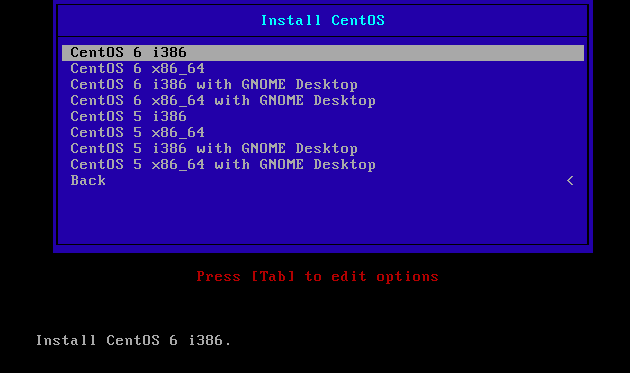 Install CentOS
CentOS 6 i386
CentOS 6 x86_64
CentOS 6 i386 with GNOME Desktop
CentOS 6 x86_64 with GNOME Desktop
CentOS 5 i386
CentOS 5 x86_64
CentOS 5 i386 with GNOME Desktop
CentOS 5 x86_64 with GNOME Desktop
Back <
Press [Tab] to edit options
Install CentOS 6 i386.